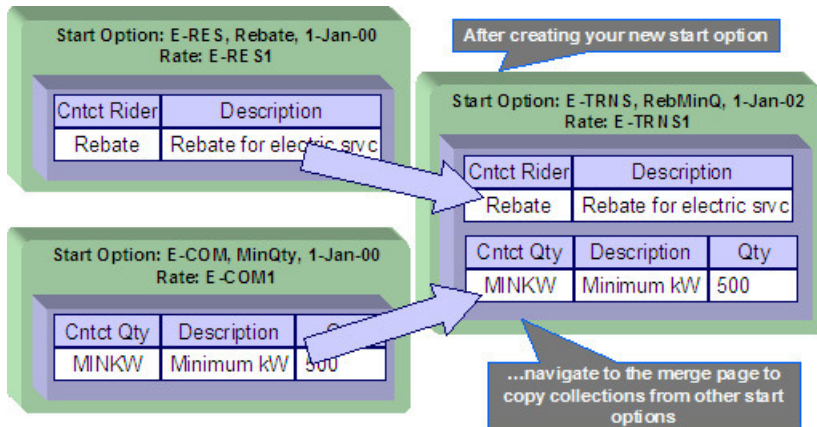 Start Option: E-RES, Rebate, 1-Jan-00
Rate: E-RES1
Cntct Rider Description
Rebate Rebate for electric srvc
After creating your new start option
Start Option: E-TRNS, RebMinQ, 1-Jan-02
Rate: E-TRNS1
Cntct Rider Description
Rebate Rebate for electric srvc
Cntct Qty Description Qty
MINKW Minimum kW 500
Start Option: E-COM, MinQty, 1-Jan-00
Rate: E-COM1
Cntct Qty Description
MINKW Minimum kW 500
...navigate to the merge page to
copy collections from other start
options